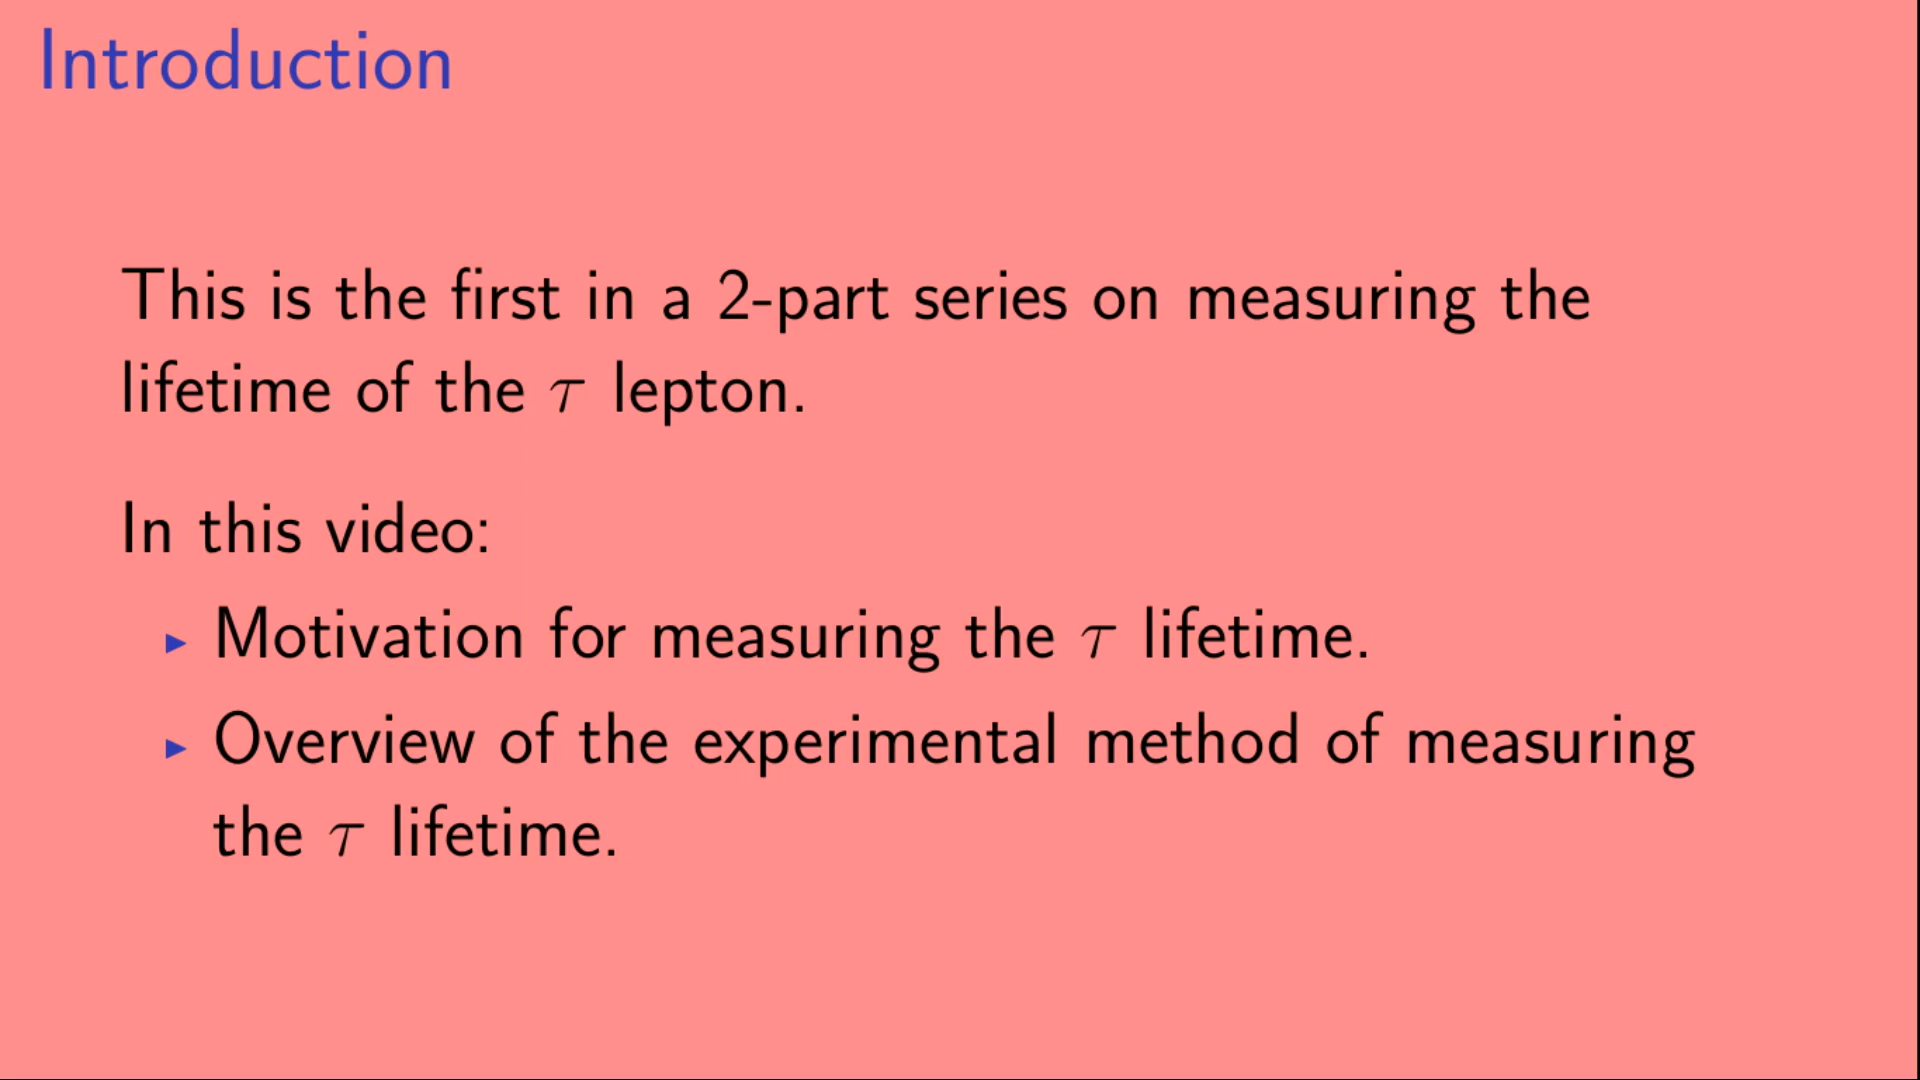 Introduction
This is the first in a 2-part series on measuring the
lifetime of the τ lepton.
In this video:
▸ Motivation for measuring the τ lifetime.
▸ Overview of the experimental method of measuring
the τ lifetime.